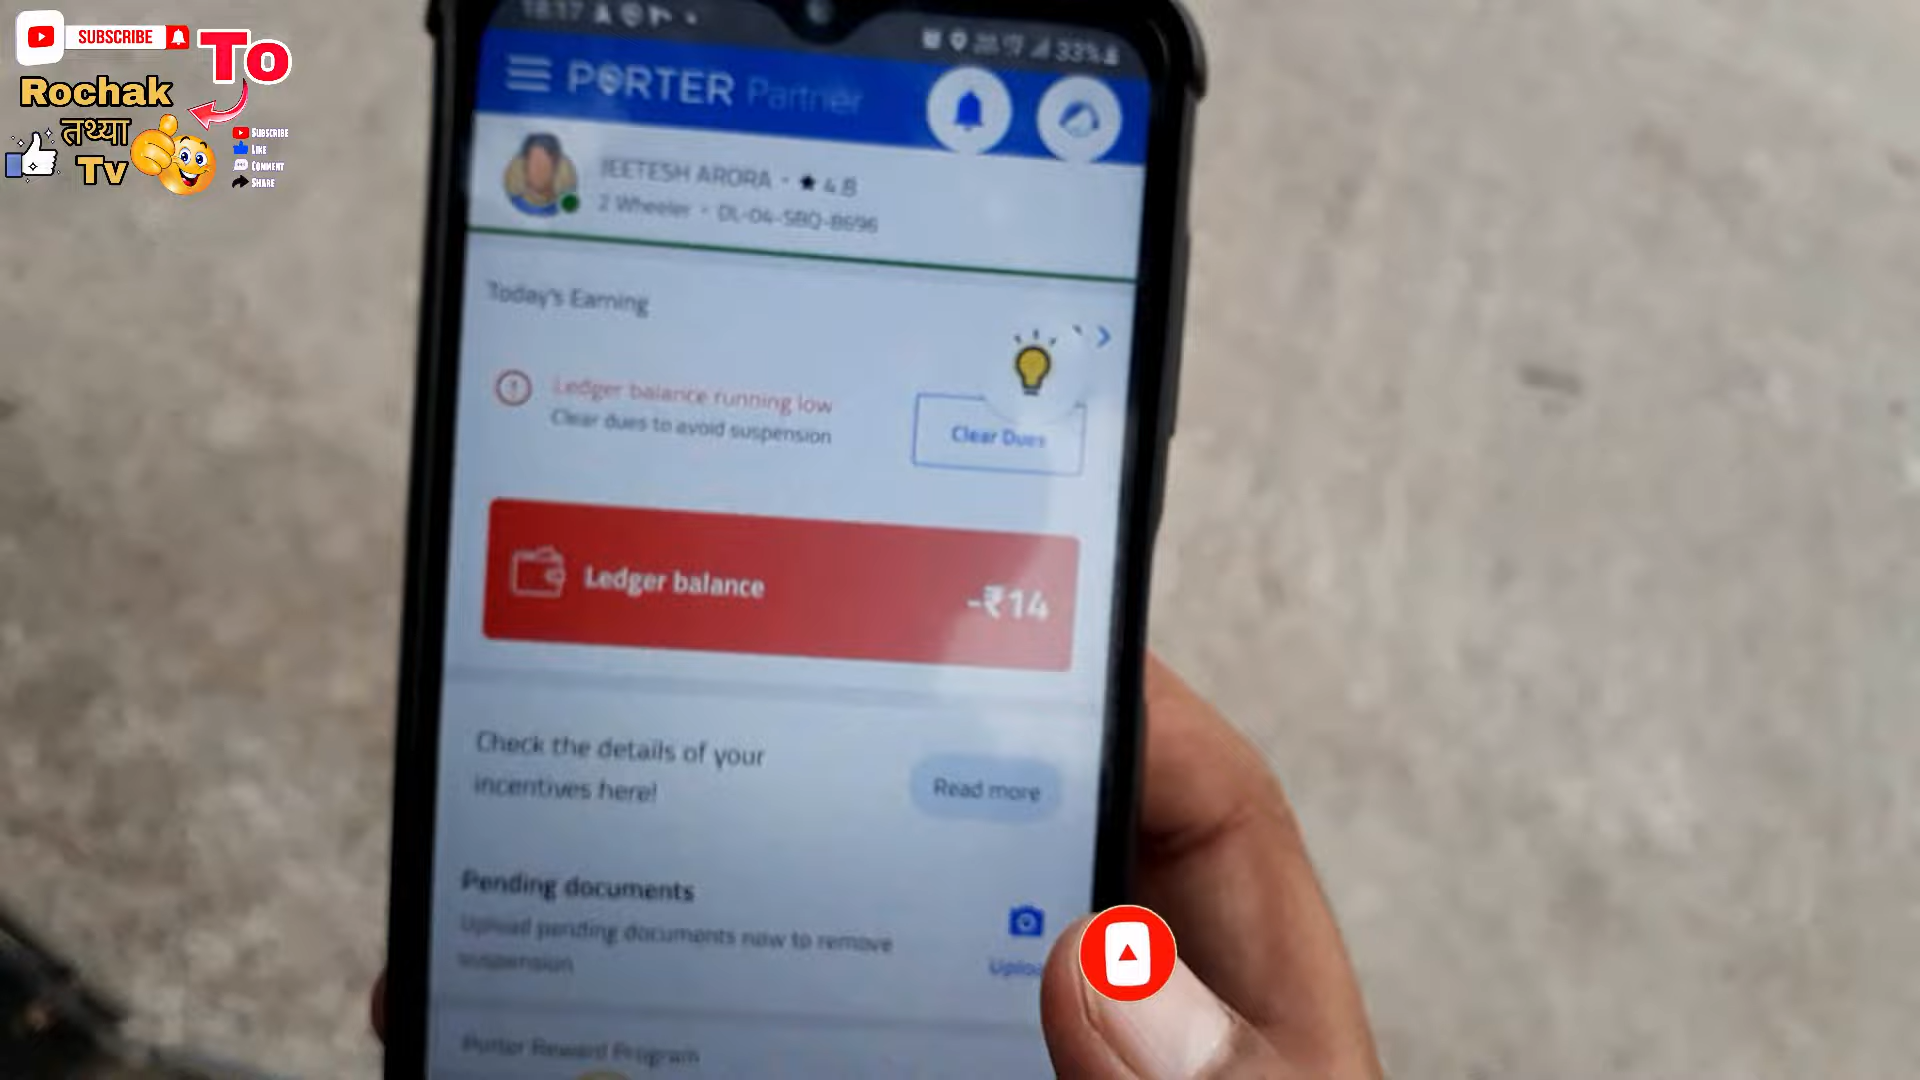 SUBSCRIBE
To
Rochak
तथ्या
Tv
SUBSCRIBE
LIKE
COMMENT
SHARE
18:17
33%
PORTER Partner
JEETESH ARORA · ★ 4.8
2 Wheeler · DL-04-SBQ-8696
Today's Earning
Ledger balance running low
Clear dues to avoid suspension
Clear Dues
Ledger balance
-₹14
Check the details of your
incentives here!
Read more
Pending documents
Upload pending documents now to remove
suspension
Uploa
Porter Reward Program